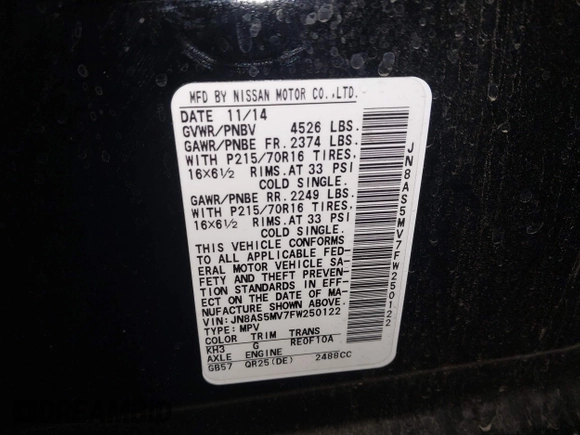 MFD BY NISSAN MOTOR CO.,LTD.
DATE 11/14
GVWR/PNBV 4526 LBS.
GAWR/PNBE FR. 2374 LBS.
WITH P215/70R16 TIRES,
16X6½ RIMS.AT 33 PSI
COLD SINGLE.
GAWR/PNBE RR. 2249 LBS.
WITH P215/70R16 TIRES,
16X6½ RIMS.AT 33 PSI
COLD SINGLE.
THIS VEHICLE CONFORMS
TO ALL APPLICABLE FED-
ERAL MOTOR VEHICLE SA-
FETY AND THEFT PREVEN-
TION STANDARDS IN EFF-
ECT ON THE DATE OF MA-
NUFACTURE SHOWN ABOVE.
VIN:JN8AS5MV7FW250122
TYPE:MPV
COLOR TRIM TRANS
KH3 G RE0F10A
AXLE ENGINE
GB57 QR25(DE) 2488CC
JN8AS5MV7FW250122